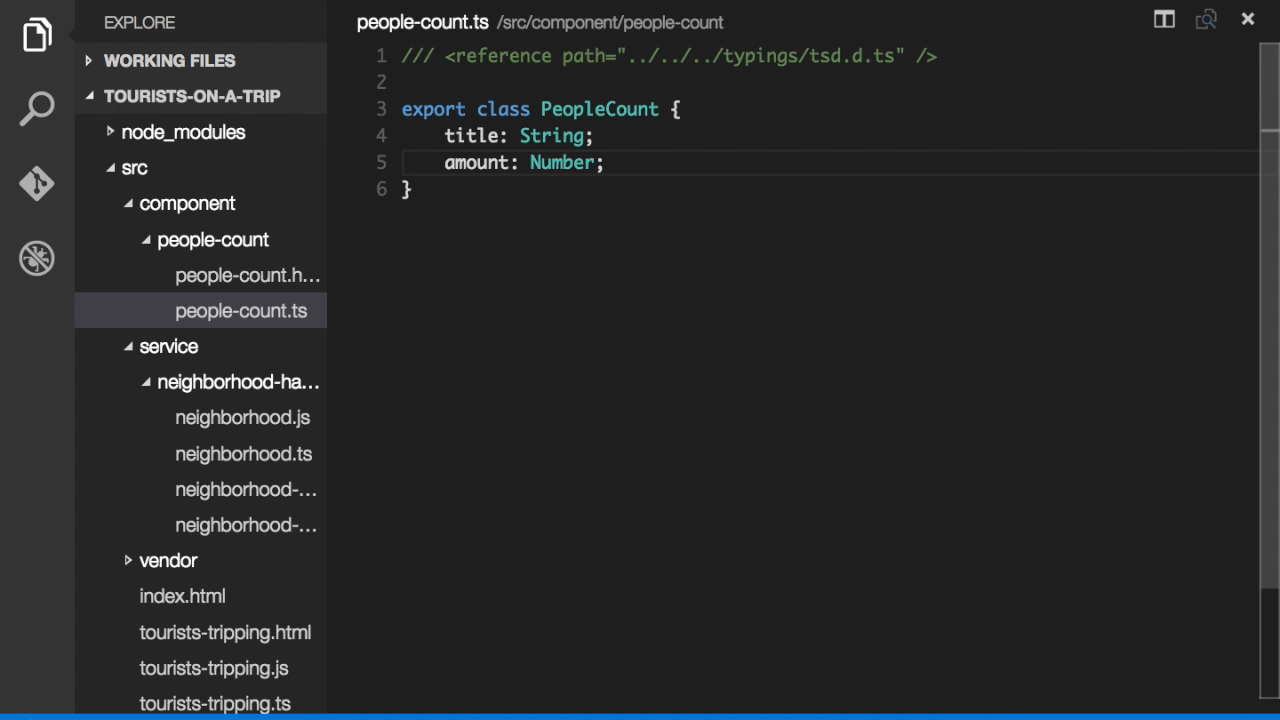 EXPLORE
WORKING FILES
TOURISTS-ON-A-TRIP
node_modules
src
component
people-count
people-count.h...
people-count.ts
service
neighborhood-ha...
neighborhood.js
neighborhood.ts
neighborhood-...
neighborhood-...
vendor
index.html
tourists-tripping.html
tourists-tripping.js
tourists-tripping.ts
people-count.ts /src/component/people-count
1 /// <reference path="../../../typings/tsd.d.ts" />
2
3 export class PeopleCount {
4 title: String;
5 amount: Number;
6 }